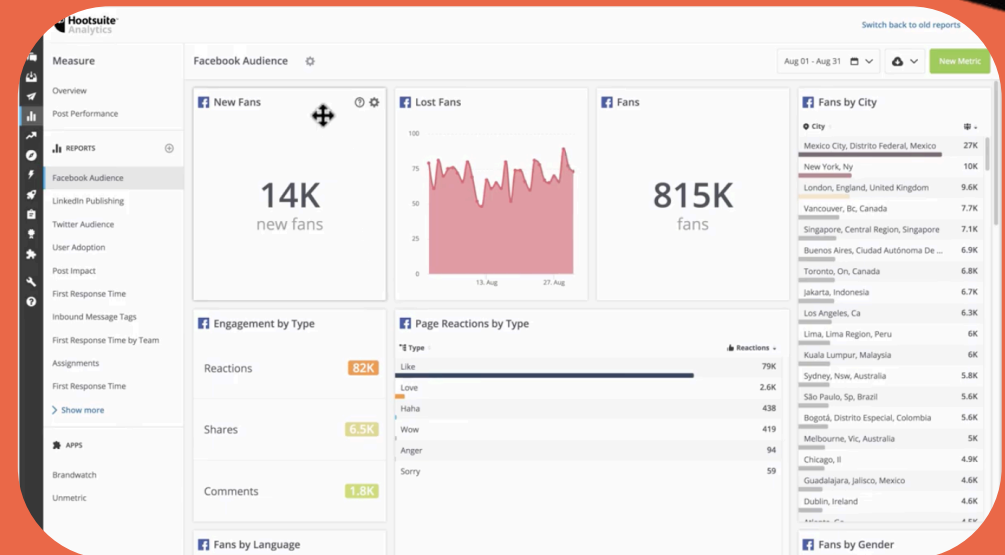 Hootsuite
Analytics
Switch back to old reports
Measure
Overview
Post Performance
REPORTS
Facebook Audience
LinkedIn Publishing
Twitter Audience
User Adoption
Post Impact
First Response Time
Inbound Message Tags
First Response Time by Team
Assignments
First Response Time
Show more
APPS
Brandwatch
Unmetric
Facebook Audience
Aug 01 - Aug 31
New Metric
New Fans
14K
new fans
Lost Fans
100
75
50
25
0
13. Aug
27. Aug
Fans
815K
fans
Engagement by Type
Reactions 82K
Shares 6.5K
Comments 1.8K
Page Reactions by Type
Type Reactions
Like 79K
Love 2.6K
Haha 438
Wow 419
Anger 94
Sorry 59
Fans by City
City
Mexico City, Distrito Federal, Mexico 27K
New York, Ny 10K
London, England, United Kingdom 9.6K
Vancouver, Bc, Canada 7.7K
Singapore, Central Region, Singapore 7.1K
Buenos Aires, Ciudad Autónoma De ... 6.9K
Toronto, On, Canada 6.8K
Jakarta, Indonesia 6.7K
Los Angeles, Ca 6.3K
Lima, Lima Region, Peru 6K
Kuala Lumpur, Malaysia 6K
Sydney, Nsw, Australia 5.8K
São Paulo, Sp, Brazil 5.6K
Bogotá, Distrito Especial, Colombia 5.6K
Melbourne, Vic, Australia 5K
Chicago, Il 4.9K
Guadalajara, Jalisco, Mexico 4.6K
Dublin, Ireland 4.6K
Fans by Language
Fans by Gender